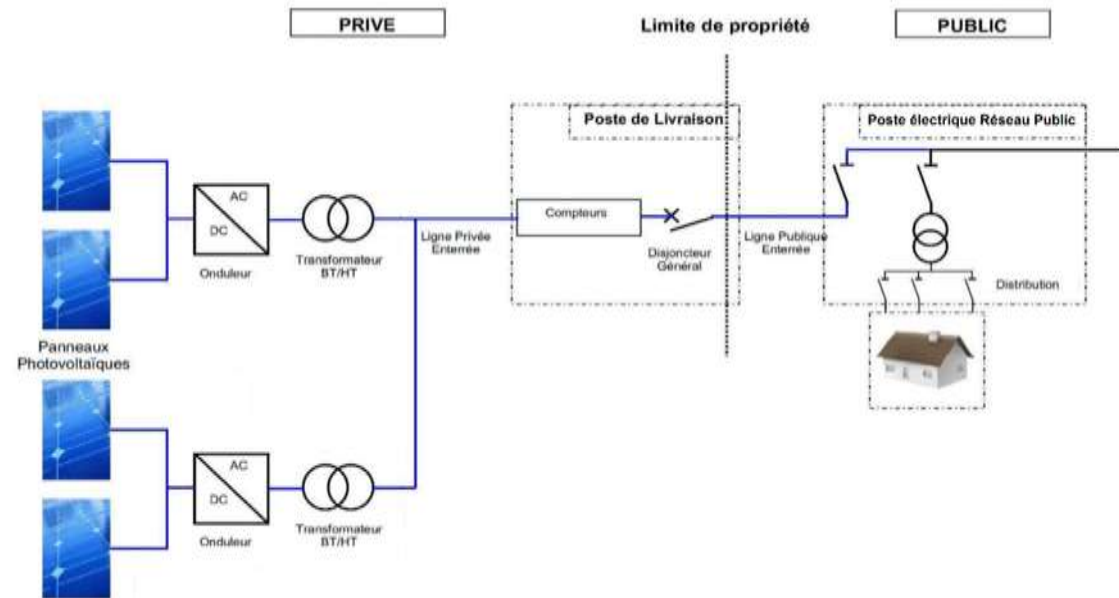 PRIVE
Limite de propriété
PUBLIC
Poste de Livraison
Poste électrique Réseau Public
AC
DC
Onduleur
Transformateur
BT/HT
Ligne Privée
Enterrée
Compteurs
Disjoncteur
Général
Ligne Publique
Enterrée
Distribution
Panneaux
Photovoltaïques
AC
DC
Onduleur
Transformateur
BT/HT